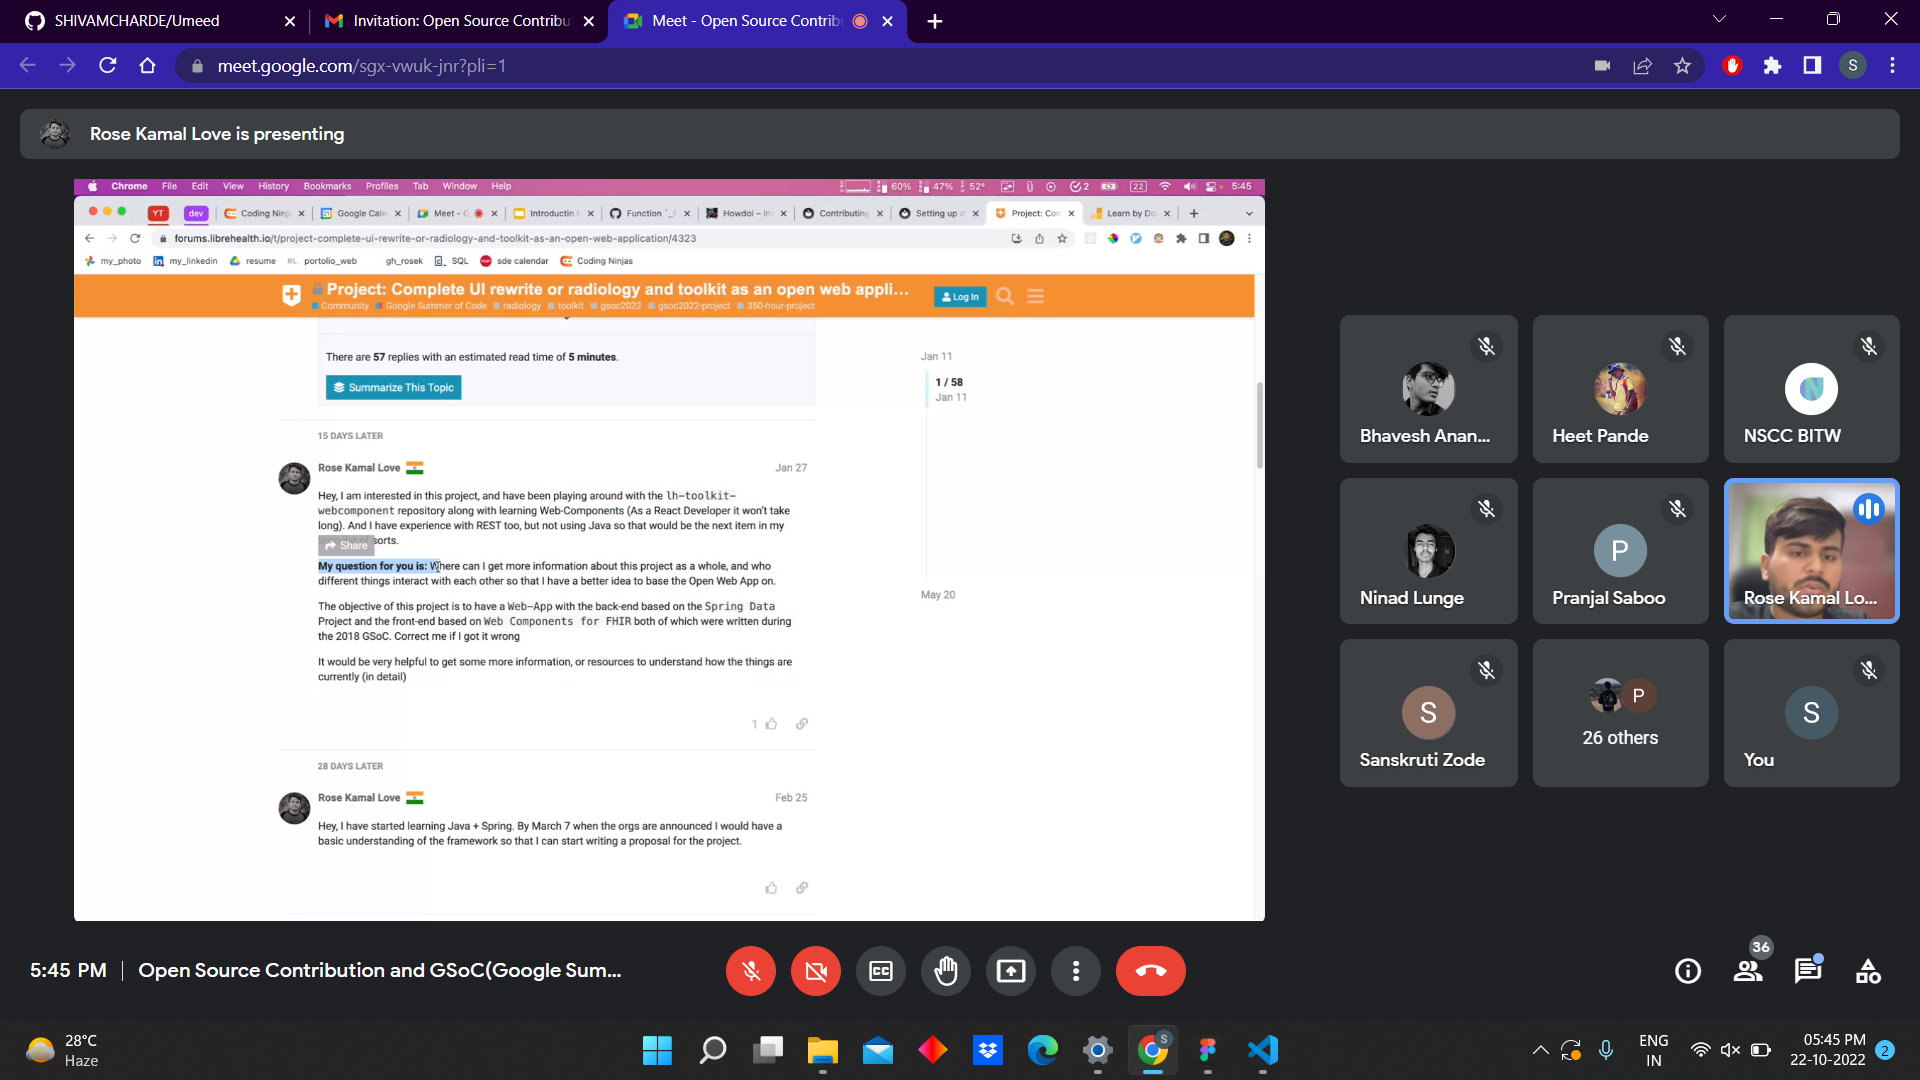 SHIVAMCHARDE/Umeed
Invitation: Open Source Contribu
Meet - Open Source Contrib
meet.google.com/sgx-vwuk-jnr?pli=1
S
Rose Kamal Love is presenting
Chrome File Edit View History Bookmarks Profiles Tab Window Help
60% 47% 52° 2 22 5:45
YT dev Coding Ninj Google Cale Meet - Introductin Function Howdoi – In Contributing Setting up d Project: Con Learn by Do
forums.librehealth.io/t/project-complete-ui-rewrite-or-radiology-and-toolkit-as-an-open-web-application/4323
my_photo my_linkedin resume RL portolio_web gh_rosek SQL sde calendar Coding Ninjas
Project: Complete UI rewrite or radiology and toolkit as an open web appli...
Community Google Summer of Code radiology toolkit gsoc2022 gsoc2022-project 350-hour-project
Log In
There are 57 replies with an estimated read time of 5 minutes.
Summarize This Topic
Jan 11
1 / 58
Jan 11
May 20
15 DAYS LATER
Rose Kamal Love
Jan 27
Hey, I am interested in this project, and have been playing around with the lh-toolkit-
webcomponent repository along with learning Web-Components (As a React Developer it won't take
long). And I have experience with REST too, but not using Java so that would be the next item in my
sorts.
Share
My question for you is: Where can I get more information about this project as a whole, and who
different things interact with each other so that I have a better idea to base the Open Web App on.
The objective of this project is to have a Web-App with the back-end based on the Spring Data
Project and the front-end based on Web Components for FHIR both of which were written during
the 2018 GSoC. Correct me if I got it wrong
It would be very helpful to get some more information, or resources to understand how the things are
currently (in detail)
1
28 DAYS LATER
Rose Kamal Love
Feb 25
Hey, I have started learning Java + Spring. By March 7 when the orgs are announced I would have a
basic understanding of the framework so that I can start writing a proposal for the project.
Bhavesh Anan...
Heet Pande
N
NSCC BITW
Ninad Lunge
P
Pranjal Saboo
Rose Kamal Lo...
S
Sanskruti Zode
P
26 others
S
You
5:45 PM
Open Source Contribution and GSoC(Google Sum...
CC
36
28°C
Haze
S
ENG
IN
05:45 PM
22-10-2022
2